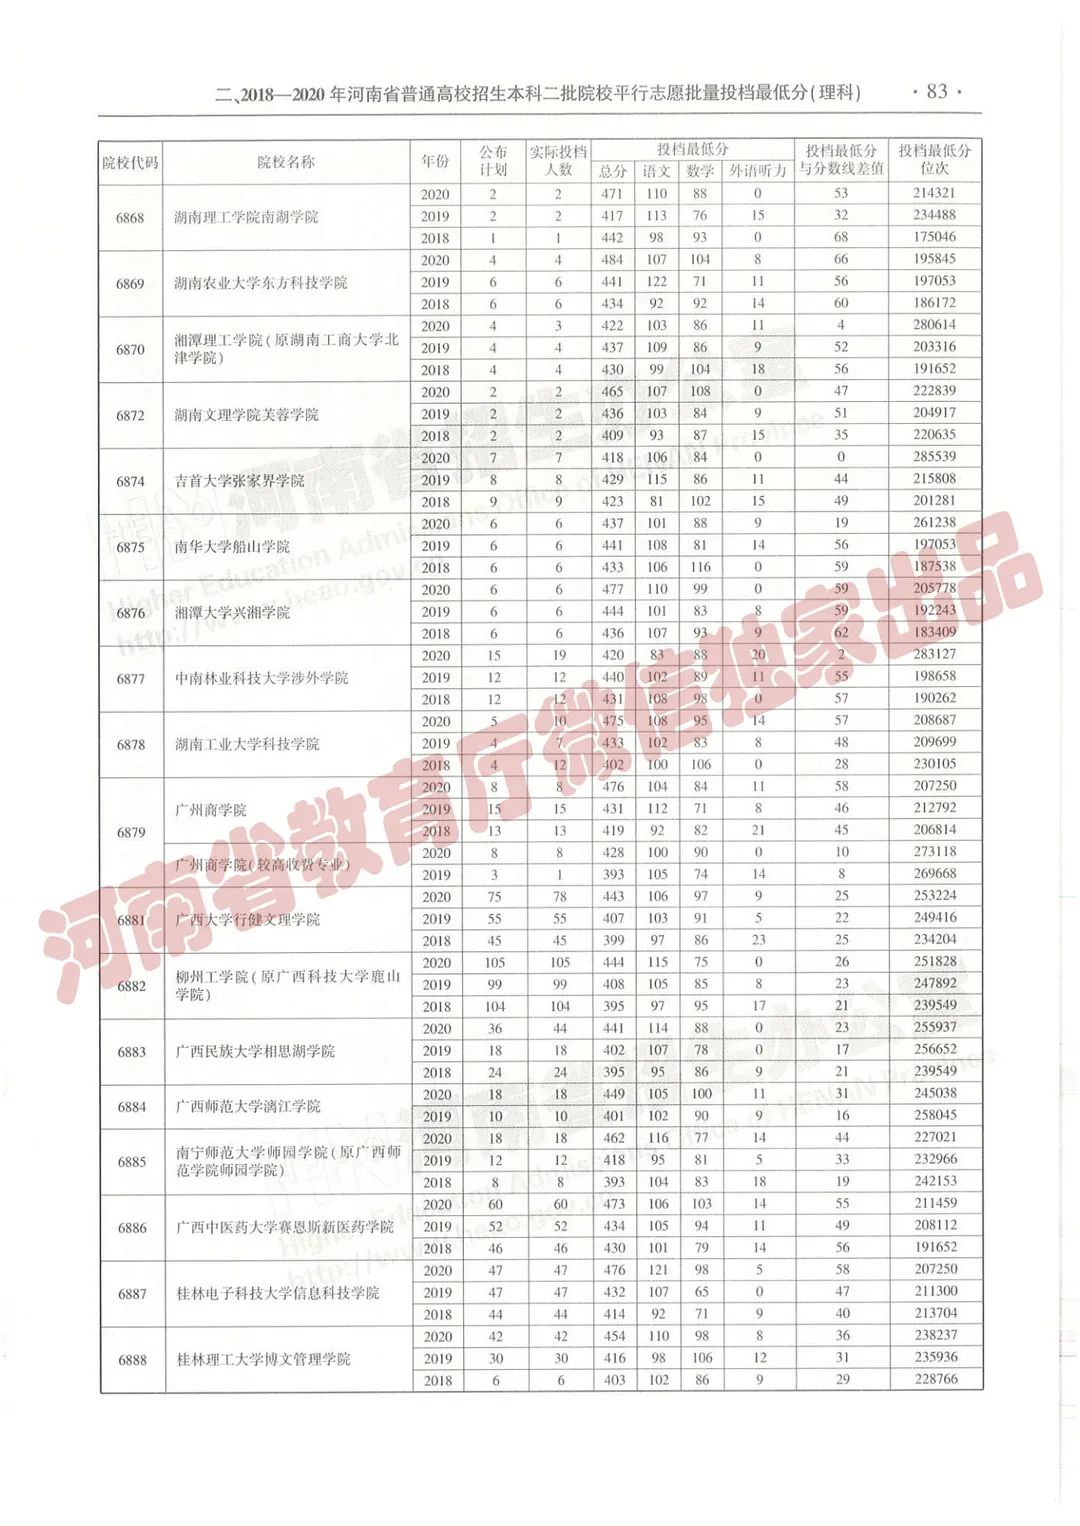 二、2018—2020年河南省普通高校招生本科二批院校平行志愿批量投档最低分(理科) ·83·
院校代码 院校名称 年份 公布计划 实际投档人数 投档最低分 投档最低分与分数线差值 投档最低分位次
总分 语文 数学 外语听力
6868 湖南理工学院南湖学院
2020 2 2 471 110 88 0 53 214321
2019 2 2 417 113 76 15 32 234488
2018 1 1 442 98 93 0 68 175046
6869 湖南农业大学东方科技学院
2020 4 4 484 107 104 8 66 195845
2019 6 6 441 122 71 11 56 197053
2018 6 6 434 92 92 14 60 186172
6870 湘潭理工学院(原湖南工商大学北津学院)
2020 4 3 422 103 86 11 4 280614
2019 4 4 437 109 86 9 52 203316
2018 4 4 430 99 104 18 56 191652
6872 湖南文理学院芙蓉学院
2020 2 2 465 107 108 0 47 222839
2019 2 2 436 103 84 9 51 204917
2018 2 2 409 93 87 15 35 220635
6874 吉首大学张家界学院
2020 7 7 418 106 84 0 0 285539
2019 8 8 429 115 86 11 44 215808
2018 9 9 423 81 102 15 49 201281
6875 南华大学船山学院
2020 6 6 437 101 88 9 19 261238
2019 6 6 441 108 81 14 56 197053
2018 6 6 433 106 116 0 59 187538
6876 湘潭大学兴湘学院
2020 6 6 477 110 99 0 59 205778
2019 6 6 444 101 83 8 59 192243
2018 6 6 436 107 93 9 62 183409
6877 中南林业科技大学涉外学院
2020 15 19 420 83 88 20 2 283127
2019 12 12 440 102 89 11 55 198658
2018 12 12 431 108 98 0 57 190262
6878 湖南工业大学科技学院
2020 5 10 475 108 95 14 57 208687
2019 4 7 433 102 83 8 48 209699
2018 4 12 402 100 106 0 28 230105
6879 广州商学院
2020 8 8 476 104 84 11 58 207250
2019 15 15 431 112 71 8 46 212792
2018 13 13 419 92 82 21 45 206814
广州商学院(较高收费专业)
2020 8 8 428 100 90 0 10 273118
2019 3 1 393 105 74 14 8 269668
6881 广西大学行健文理学院
2020 75 78 443 106 97 9 25 253224
2019 55 55 407 103 91 5 22 249416
2018 45 45 399 97 86 23 25 234204
6882 柳州工学院(原广西科技大学鹿山学院)
2020 105 105 444 115 75 0 26 251828
2019 99 99 408 105 85 8 23 247892
2018 104 104 395 97 95 17 21 239549
6883 广西民族大学相思湖学院
2020 36 44 441 114 88 0 23 255937
2019 18 18 402 107 78 0 17 256652
2018 24 24 395 95 86 9 21 239549
6884 广西师范大学漓江学院
2020 18 18 449 105 100 11 31 245038
2019 10 10 401 102 90 9 16 258045
6885 南宁师范大学师园学院(原广西师范学院师园学院)
2020 18 18 462 116 77 14 44 227021
2019 12 12 418 95 81 5 33 232966
2018 8 8 393 104 83 18 19 242153
6886 广西中医药大学赛恩斯新医药学院
2020 60 60 473 106 103 14 55 211459
2019 52 52 434 105 94 11 49 208112
2018 46 46 430 101 79 14 56 191652
6887 桂林电子科技大学信息科技学院
2020 47 47 476 121 98 5 58 207250
2019 47 47 432 107 65 0 47 211300
2018 44 44 414 92 71 9 40 213704
6888 桂林理工大学博文管理学院
2020 42 42 454 110 98 8 36 238237
2019 30 30 416 98 106 12 31 235936
2018 6 6 403 102 86 9 29 228766
河南省教育厅微信独家出品